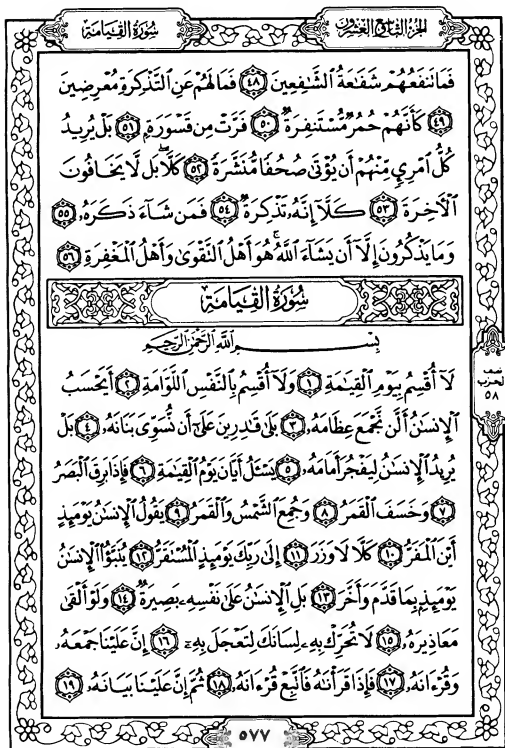 الجزء التاسع والعشرون
سورة القيامة
فَمَا تَنفَعُهُمْ شَفَٰعَةُ ٱلشَّٰفِعِينَ ٤٨ فَمَا لَهُمْ عَنِ ٱلتَّذْكِرَةِ مُعْرِضِينَ
٤٩ كَأَنَّهُمْ حُمُرٌ مُّسْتَنفِرَةٌ ٥٠ فَرَّتْ مِن قَسْوَرَةٍ ٥١ بَلْ يُرِيدُ
كُلُّ ٱمْرِئٍ مِّنْهُمْ أَن يُؤْتَىٰ صُحُفًا مُّنَشَّرَةً ٥٢ كَلَّا بَل لَّا يَخَافُونَ
ٱلْأَخِرَةَ ٥٣ كَلَّآ إِنَّهُۥ تَذْكِرَةٌ ٥٤ فَمَن شَآءَ ذَكَرَهُۥ ٥٥
وَمَا يَذْكُرُونَ إِلَّآ أَن يَشَآءَ ٱللَّهُ ۚ هُوَ أَهْلُ ٱلتَّقْوَىٰ وَأَهْلُ ٱلْمَغْفِرَةِ ٥٦
سُورَةُ القِيَامَةِ
بِسْمِ ٱللَّهِ ٱلرَّحْمَٰنِ ٱلرَّحِيمِ
لَآ أُقْسِمُ بِيَوْمِ ٱلْقِيَٰمَةِ ١ وَلَآ أُقْسِمُ بِٱلنَّفْسِ ٱللَّوَّامَةِ ٢ أَيَحْسَبُ
ٱلْإِنسَٰنُ أَلَّن نَّجْمَعَ عِظَامَهُۥ ٣ بَلَىٰ قَٰدِرِينَ عَلَىٰٓ أَن نُّسَوِّىَ بَنَانَهُۥ ٤ بَلْ
يُرِيدُ ٱلْإِنسَٰنُ لِيَفْجُرَ أَمَامَهُۥ ٥ يَسْـَٔلُ أَيَّانَ يَوْمُ ٱلْقِيَٰمَةِ ٦ فَإِذَا بَرِقَ ٱلْبَصَرُ
٧ وَخَسَفَ ٱلْقَمَرُ ٨ وَجُمِعَ ٱلشَّمْسُ وَٱلْقَمَرُ ٩ يَقُولُ ٱلْإِنسَٰنُ يَوْمَئِذٍ
أَيْنَ ٱلْمَفَرُّ ١٠ كَلَّا لَا وَزَرَ ١١ إِلَىٰ رَبِّكَ يَوْمَئِذٍ ٱلْمُسْتَقَرُّ ١٢ يُنَبَّؤُا۟ ٱلْإِنسَٰنُ
يَوْمَئِذٍۭ بِمَا قَدَّمَ وَأَخَّرَ ١٣ بَلِ ٱلْإِنسَٰنُ عَلَىٰ نَفْسِهِۦ بَصِيرَةٌ ١٤ وَلَوْ أَلْقَىٰ
مَعَاذِيرَهُۥ ١٥ لَا تُحَرِّكْ بِهِۦ لِسَانَكَ لِتَعْجَلَ بِهِۦٓ ١٦ إِنَّ عَلَيْنَا جَمْعَهُۥ
وَقُرْءَانَهُۥ ١٧ فَإِذَا قَرَأْنَٰهُ فَٱتَّبِعْ قُرْءَانَهُۥ ١٨ ثُمَّ إِنَّ عَلَيْنَا بَيَانَهُۥ ١٩
نصف
الحزب
٥٨
٥٧٧